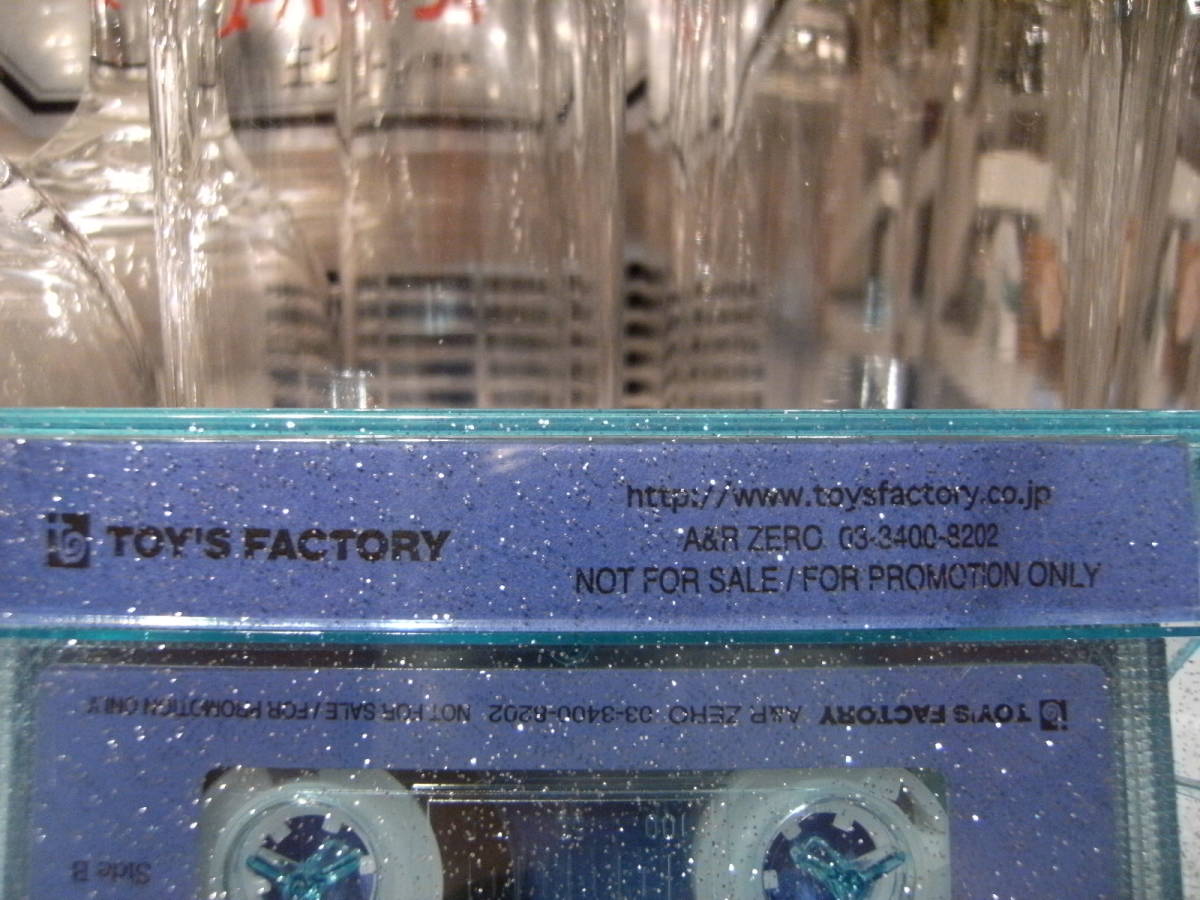 TOY'S FACTORY
http://www.toysfactory.co.jp
A&R ZERO 03-3400-8202
NOT FOR SALE / FOR PROMOTION ONLY
TOY'S FACTORY A&R ZERO 03-3400-8202 NOT FOR SALE / FOR PROMOTION ONLY
100
Side B